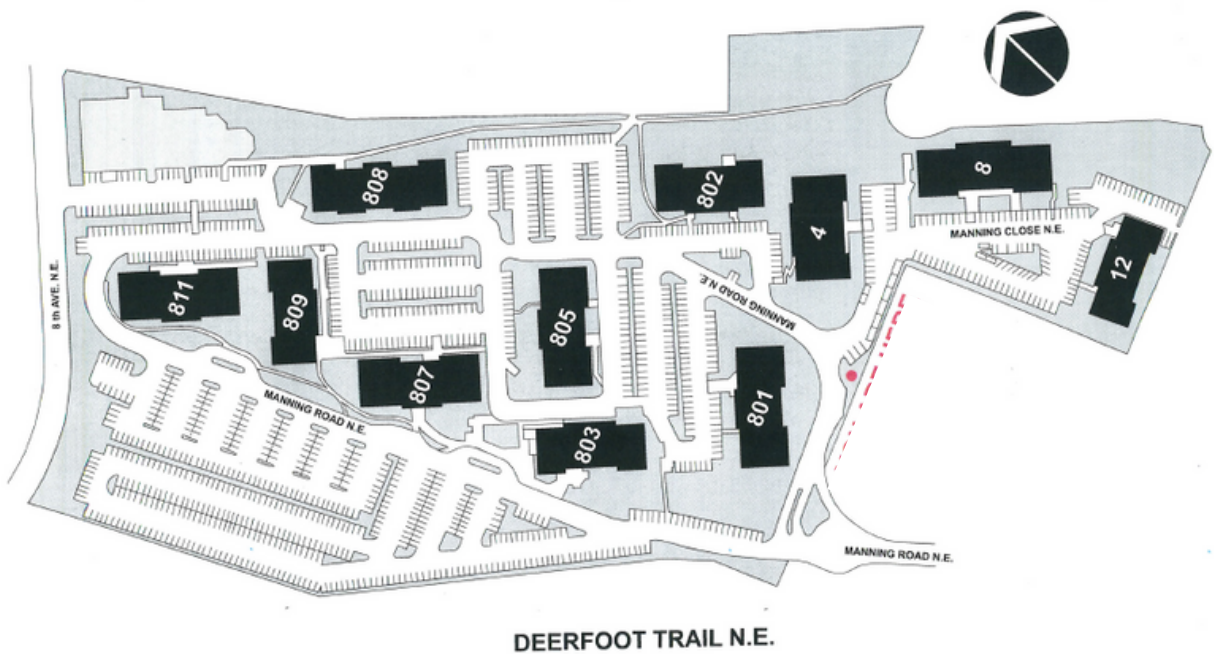 808
802
8
4
MANNING CLOSE N.E.
12
8 th AVE. N.E.
811
809
805
MANNING ROAD N.E.
807
801
MANNING ROAD N.E.
803
MANNING ROAD N.E.
DEERFOOT TRAIL N.E.